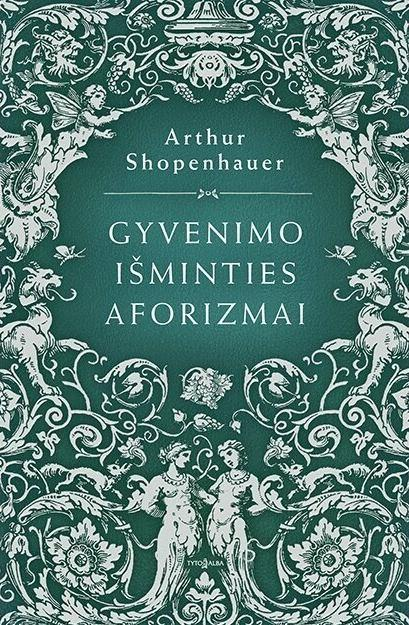 Arthur
Shopenhauer
GYVENIMO
IŠMINTIES
AFORIZMAI
TYTO ALBA